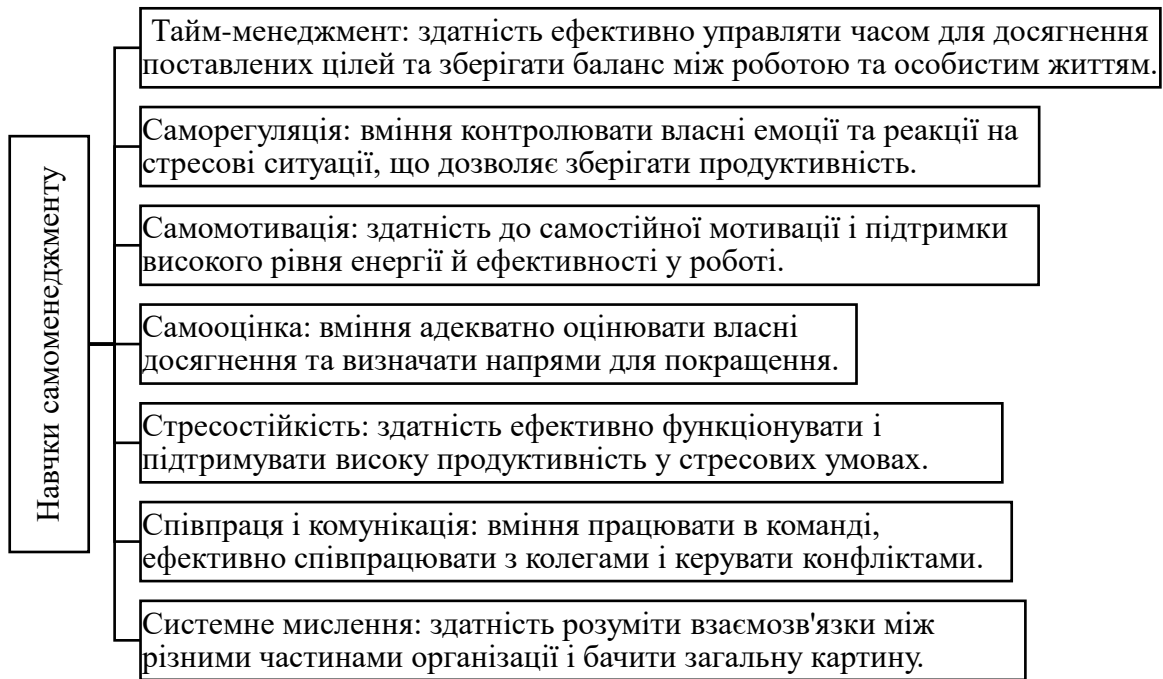 Навчки самоменеджменту
Тайм-менеджмент: здатність ефективно управляти часом для досягнення
поставлених цілей та зберігати баланс між роботою та особистим життям.
Саморегуляція: вміння контролювати власні емоції та реакції на
стресові ситуації, що дозволяє зберігати продуктивність.
Самомотивація: здатність до самостійної мотивації і підтримки
високого рівня енергії й ефективності у роботі.
Самооцінка: вміння адекватно оцінювати власні
досягнення та визначати напрями для покращення.
Стресостійкість: здатність ефективно функціонувати і
підтримувати високу продуктивність у стресових умовах.
Співпраця і комунікація: вміння працювати в команді,
ефективно співпрацювати з колегами і керувати конфліктами.
Системне мислення: здатність розуміти взаємозв'язки між
різними частинами організації і бачити загальну картину.